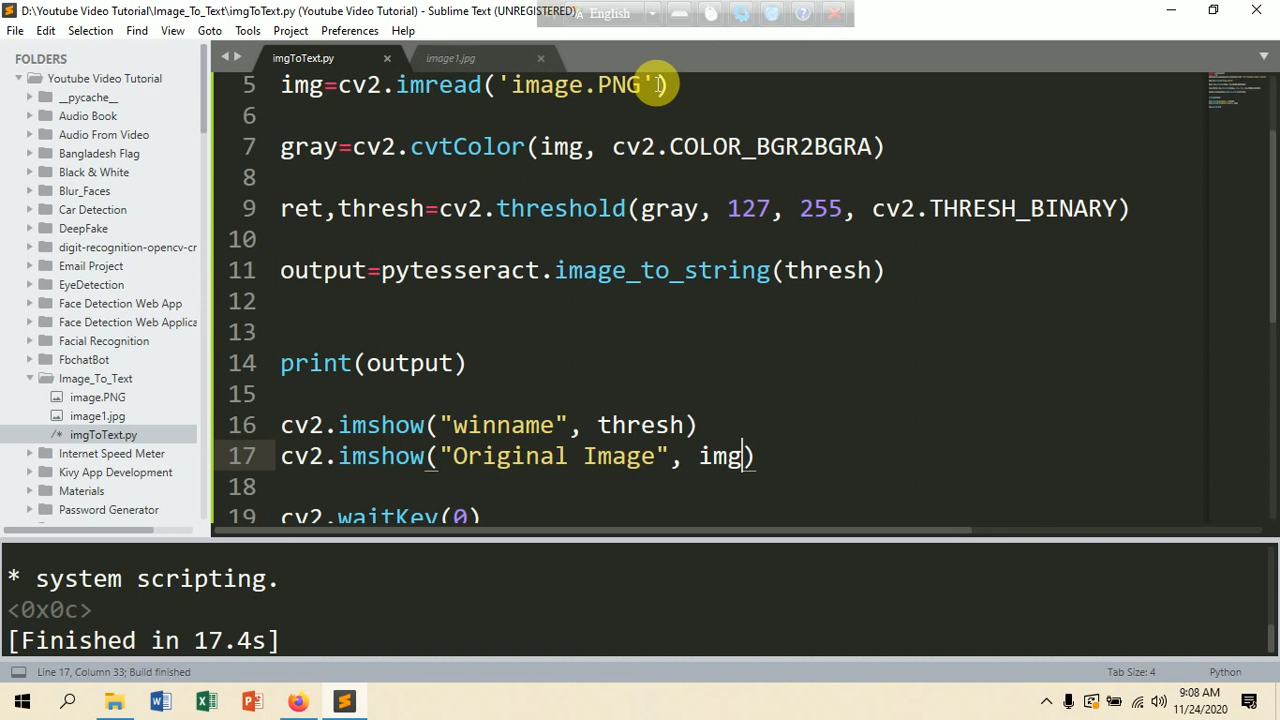 D:\Youtube Video Tutorial\Image_To_Text\imgToText.py (Youtube Video Tutorial) - Sublime Text (UNREGISTERED)
English
File Edit Selection Find View Goto Tools Project Preferences Help
FOLDERS
Youtube Video Tutorial
__pycache__
Audio Book
Audio From Video
Bangladesh Flag
Black & White
Blur_Faces
Car Detection
DeepFake
digit-recognition-opencv-cr
Email Project
EyeDetection
Face Detection Web App
Face Detection Web Applica
Facial Recognition
FbchatBot
Image_To_Text
image.PNG
image1.jpg
/* imgToText.py
Internet Speed Meter
Kivy App Development
Materials
Password Generator
imgToText.py × image1.jpg ×
5 img=cv2.imread('image.PNG')
6
7 gray=cv2.cvtColor(img, cv2.COLOR_BGR2BGRA)
8
9 ret,thresh=cv2.threshold(gray, 127, 255, cv2.THRESH_BINARY)
10
11 output=pytesseract.image_to_string(thresh)
12
13
14 print(output)
15
16 cv2.imshow("winname", thresh)
17 cv2.imshow("Original Image", img)
18
19 cv2.waitKey(0)
* system scripting.
<0x0c>
[Finished in 17.4s]
Line 17, Column 33; Build finished
Tab Size: 4 Python
9:08 AM
11/24/2020